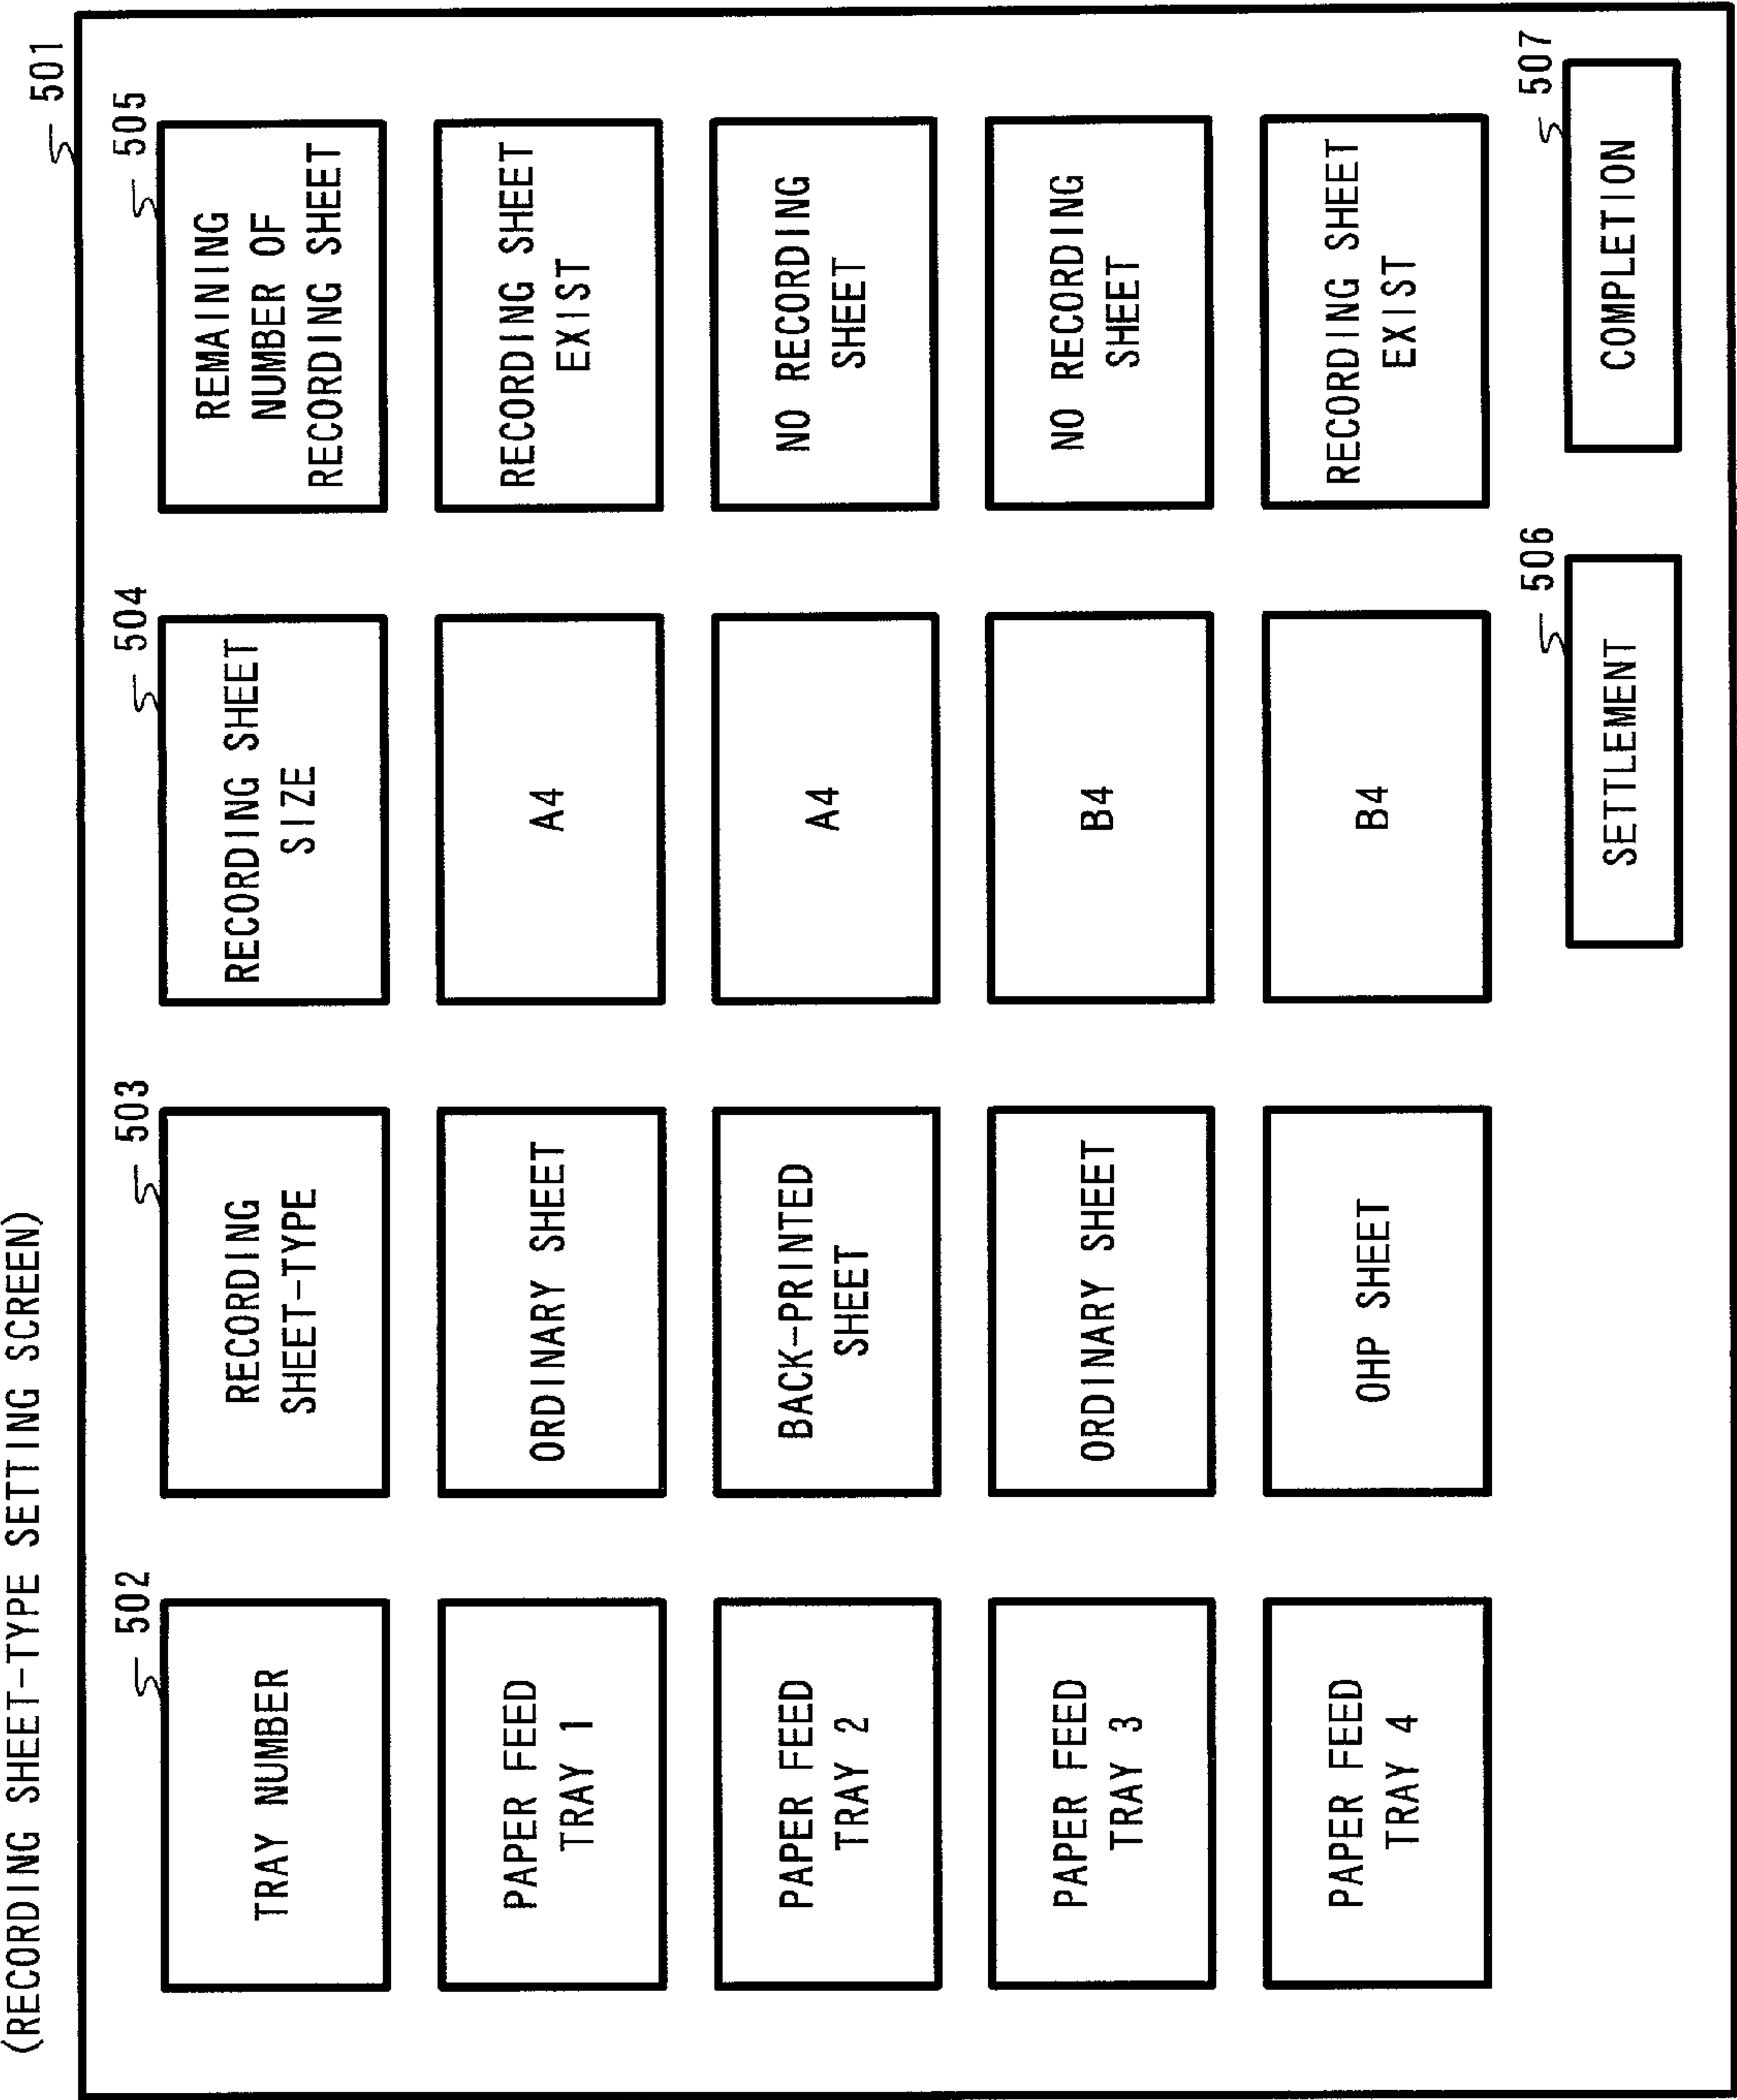 (RECORDING SHEET-TYPE SETTING SCREEN)
501
502
503
504
505
TRAY NUMBER
RECORDING
SHEET-TYPE
RECORDING SHEET
SIZE
REMAINING
NUMBER OF
RECORDING SHEET
PAPER FEED
TRAY 1
ORDINARY SHEET
A4
RECORDING SHEET
EXIST
PAPER FEED
TRAY 2
BACK-PRINTED
SHEET
A4
NO RECORDING
SHEET
PAPER FEED
TRAY 3
ORDINARY SHEET
B4
NO RECORDING
SHEET
PAPER FEED
TRAY 4
OHP SHEET
B4
RECORDING SHEET
EXIST
506
507
SETTLEMENT
COMPLETION